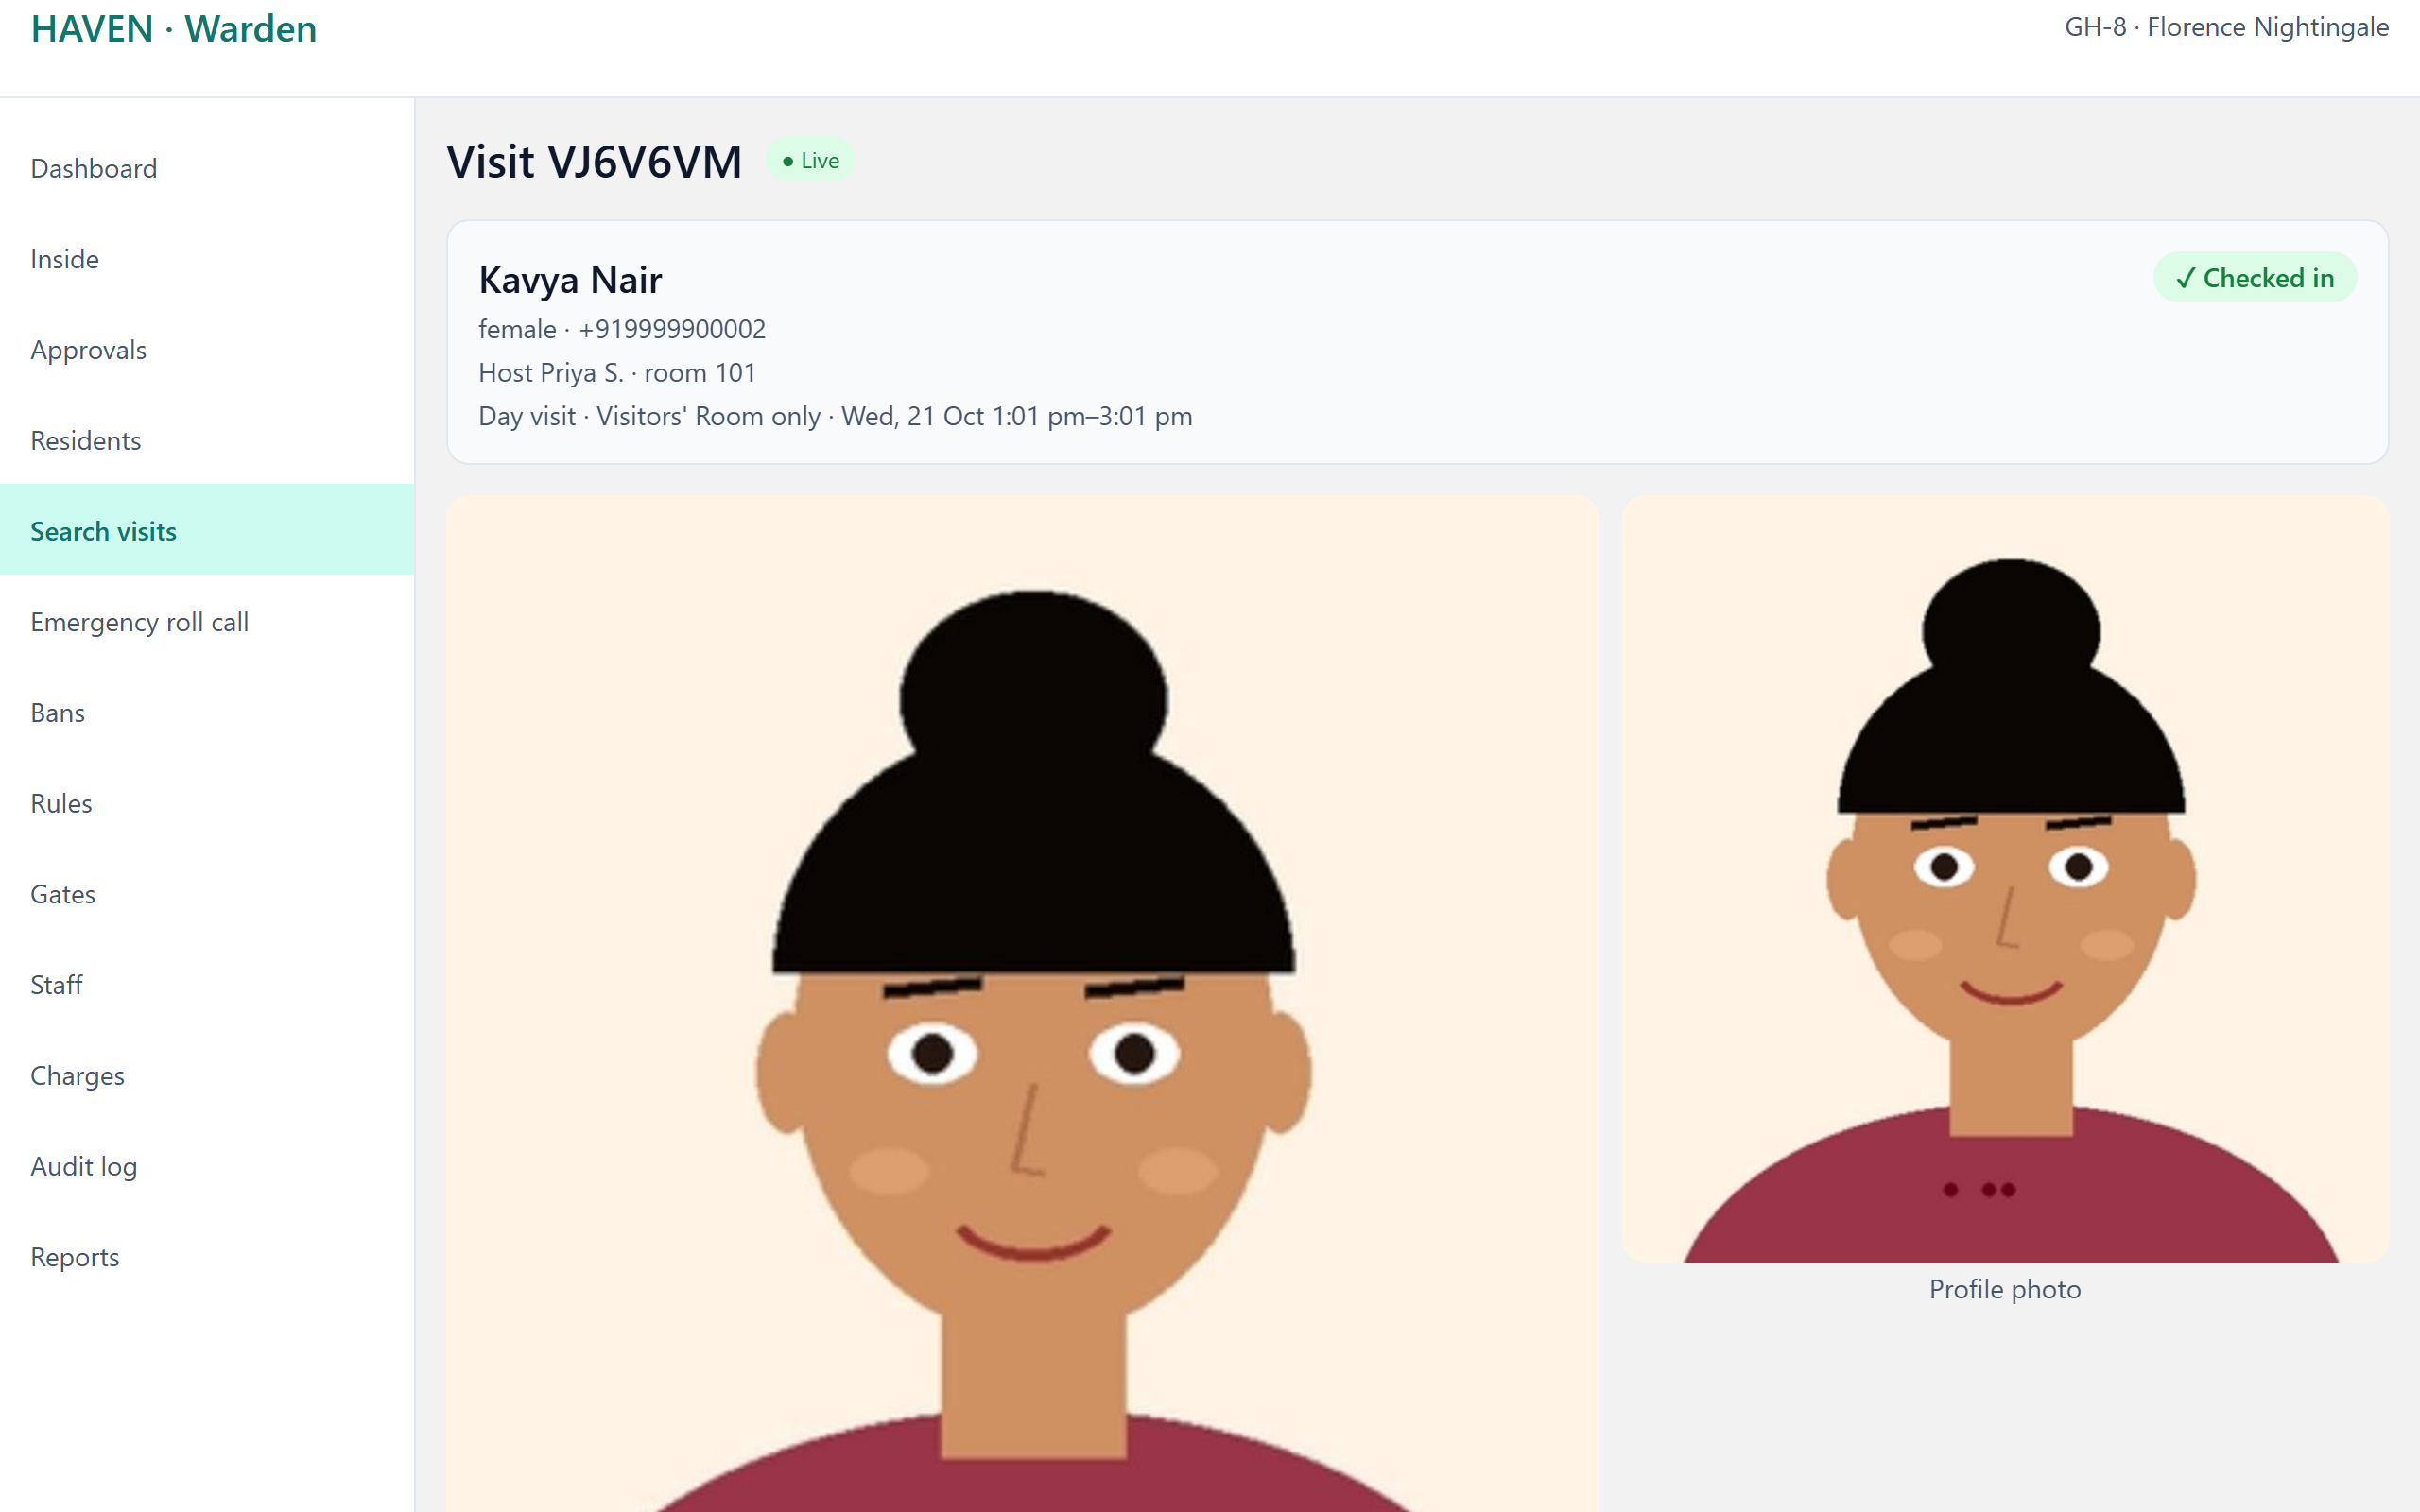 HAVEN · Warden
GH-8 · Florence Nightingale
Dashboard
Inside
Approvals
Residents
Search visits
Emergency roll call
Bans
Rules
Gates
Staff
Charges
Audit log
Reports
Visit VJ6V6VM
● Live
Kavya Nair
✓ Checked in
female · +919999900002
Host Priya S. · room 101
Day visit · Visitors' Room only · Wed, 21 Oct 1:01 pm–3:01 pm
Profile photo